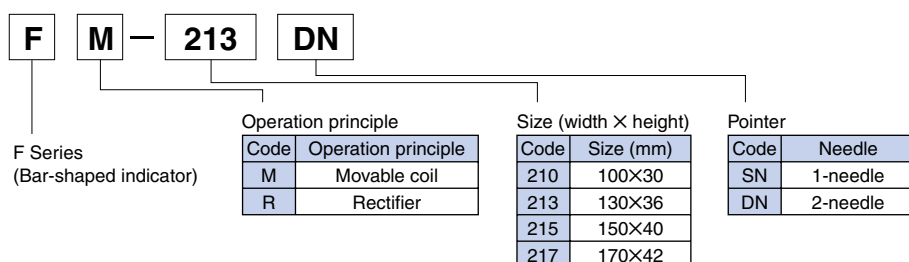 F M — 213 DN
F Series
(Bar-shaped indicator)
Operation principle
Code Operation principle
M Movable coil
R Rectifier
Size (width × height)
Code Size (mm)
210 100×30
213 130×36
215 150×40
217 170×42
Pointer
Code Needle
SN 1-needle
DN 2-needle